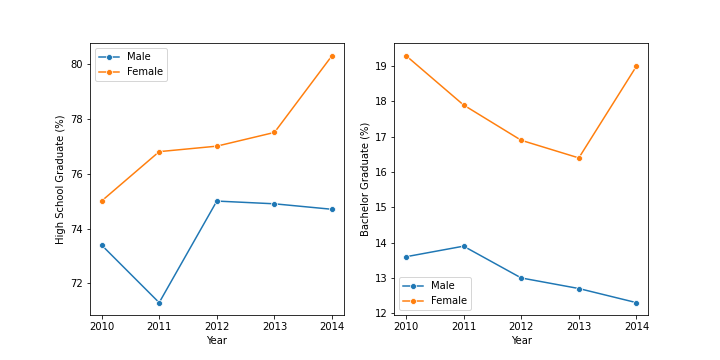 Male
Female
80
78
76
74
72
High School Graduate (%)
2010 2011 2012 2013 2014
Year
19
18
17
16
15
14
13
12
Bachelor Graduate (%)
Male
Female
2010 2011 2012 2013 2014
Year